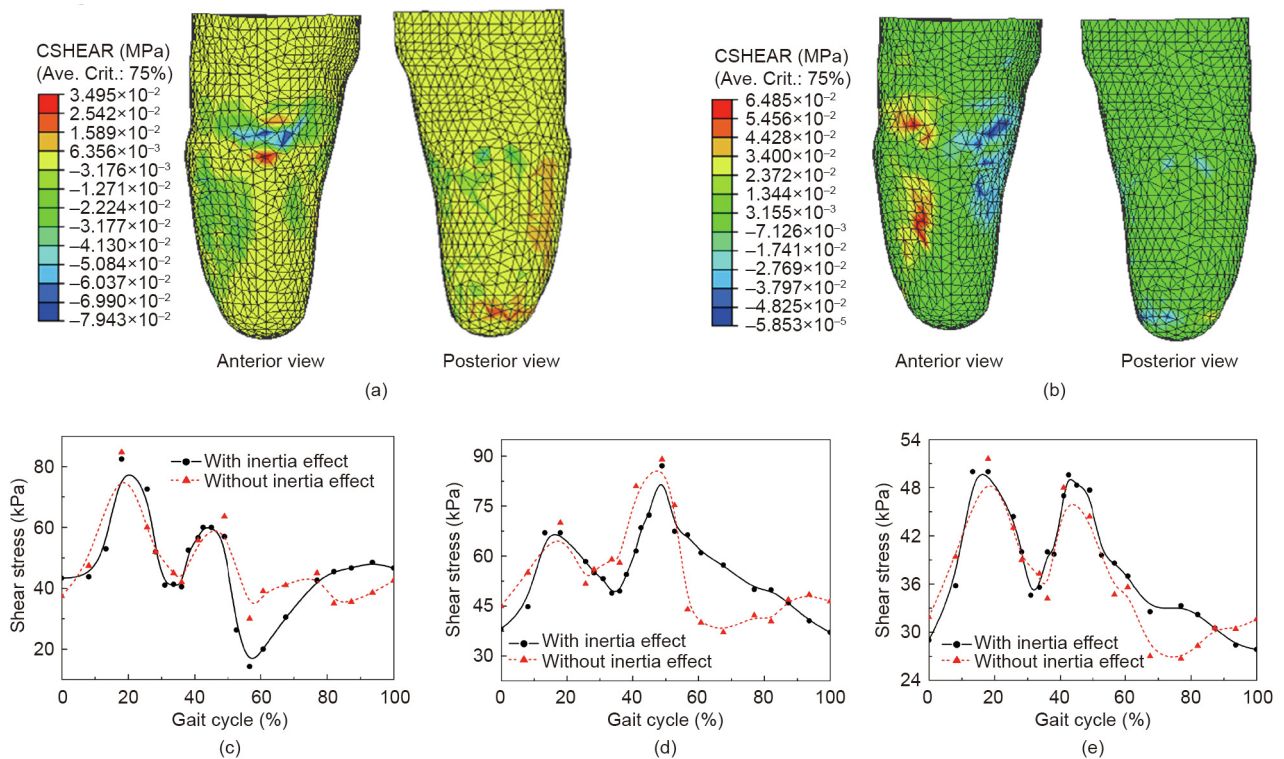 CSHEAR (MPa)
(Ave. Crit.: 75%)
3.495×10⁻²
2.542×10⁻²
1.589×10⁻²
6.356×10⁻³
–3.176×10⁻³
–1.271×10⁻²
–2.224×10⁻²
–3.177×10⁻²
–4.130×10⁻²
–5.084×10⁻²
–6.037×10⁻²
–6.990×10⁻²
–7.943×10⁻²
Anterior view
Posterior view
(a)
CSHEAR (MPa)
(Ave. Crit.: 75%)
6.485×10⁻²
5.456×10⁻²
4.428×10⁻²
3.400×10⁻²
2.372×10⁻²
1.344×10⁻²
3.155×10⁻³
–7.126×10⁻³
–1.741×10⁻²
–2.769×10⁻²
–3.797×10⁻²
–4.825×10⁻²
–5.853×10⁻⁵
Anterior view
Posterior view
(b)
Shear stress (kPa)
80
60
40
20
With inertia effect
Without inertia effect
0 20 40 60 80 100
Gait cycle (%)
(c)
Shear stress (kPa)
90
75
60
45
30
With inertia effect
Without inertia effect
0 20 40 60 80 100
Gait cycle (%)
(d)
Shear stress (kPa)
54
48
42
36
30
24
With inertia effect
Without inertia effect
0 20 40 60 80 100
Gait cycle (%)
(e)